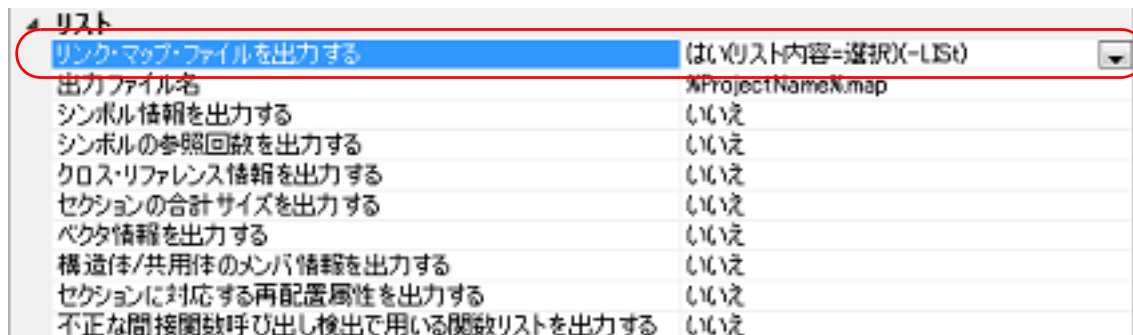 リスト
リンク・マップ・ファイルを出力する はい(リスト内容=選択)(-LISt)
出力ファイル名 %ProjectName%.map
シンボル情報を出力する いいえ
シンボルの参照回数を出力する いいえ
クロス・リファレンス情報を出力する いいえ
セクションの合計サイズを出力する いいえ
ベクタ情報を出力する いいえ
構造体/共用体のメンバ情報を出力する いいえ
セクションに対応する再配置属性を出力する いいえ
不正な間接関数呼び出し検出で用いる関数リストを出力する いいえ